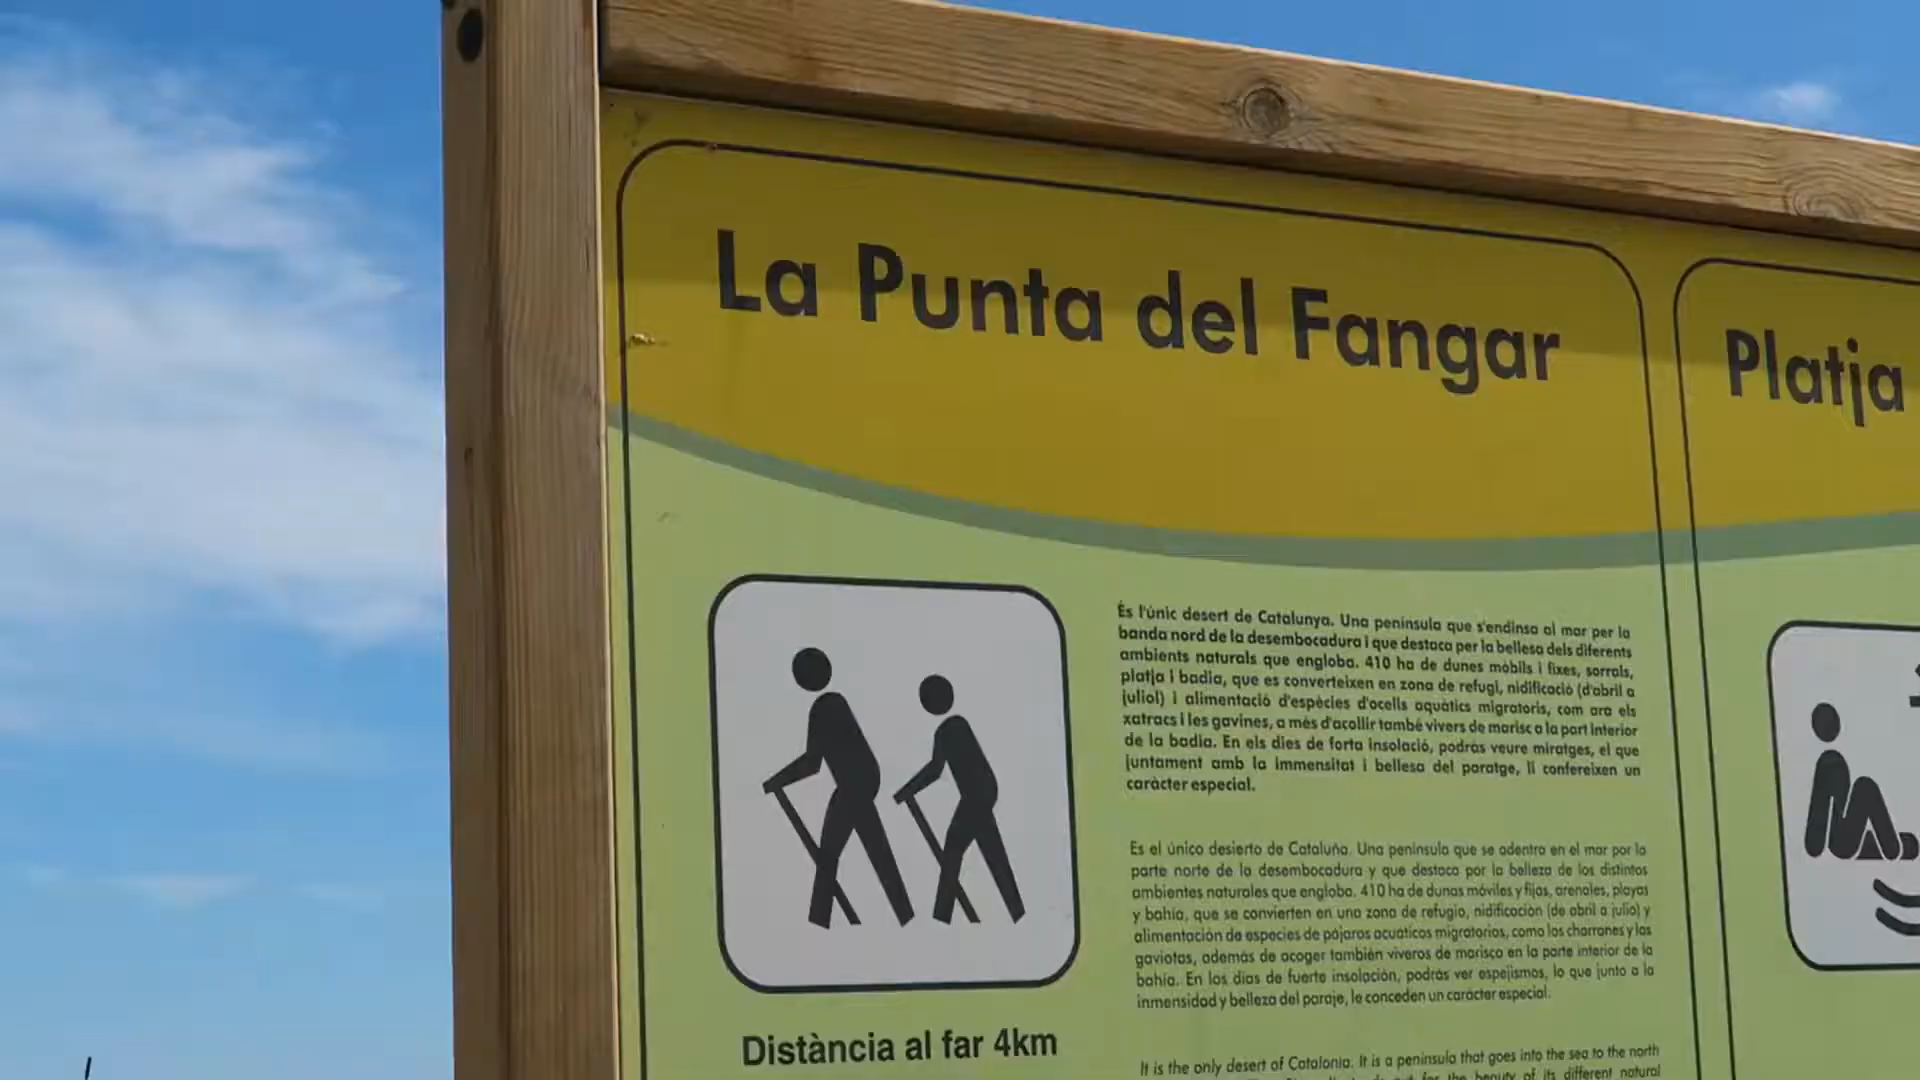 La Punta del Fangar
Platja
És l'únic desert de Catalunya. Una península que s'endinsa al mar per la
banda nord de la desembocadura i que destaca per la bellesa dels diferents
ambients naturals que engloba. 410 ha de dunes mòbils i fixes, sorrals,
platja i badia, que es converteixen en zona de refugi, nidificació (d'abril a
juliol) i alimentació d'espècies d'ocells aquàtics migratoris, com ara els
xatracs i les gavines, a més d'acollir també vivers de marisc a la part interior
de la badia. En els dies de forta insolació, podràs veure miratges, el que
juntament amb la immensitat i bellesa del paratge, li confereixen un
caràcter especial.
Es el único desierto de Cataluña. Una península que se adentra en el mar por la
parte norte de la desembocadura y que destaca por la belleza de los distintos
ambientes naturales que engloba. 410 ha de dunas móviles y fijas, arenales, playas
y bahía, que se convierten en una zona de refugio, nidificación (de abril a julio) y
alimentación de especies de pájaros acuáticos migratorios, como los charranes y las
gaviotas, además de acoger también viveros de marisco en la parte interior de la
bahía. En los días de fuerte insolación, podrás ver espejismos, lo que junto a la
inmensidad y belleza del paraje, le conceden un carácter especial.
Distància al far 4km
It is the only desert of Catalonia. It is a peninsula that goes into the sea to the north
for the beauty of its different natural